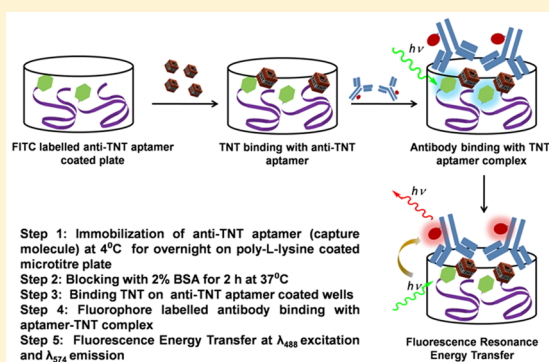 hν
FITC labelled anti-TNT aptamer
coated plate
TNT binding with anti-TNT
aptamer
Antibody binding with TNT
aptamer complex
hν
hν
Step 1: Immobilization of anti-TNT aptamer (capture
molecule) at 4⁰C for overnight on poly-L-lysine coated
microtitre plate
Step 2: Blocking with 2% BSA for 2 h at 37⁰C
Step 3: Binding TNT on anti-TNT aptamer coated wells
Step 4: Fluorophore labelled antibody binding with
aptamer-TNT complex
Step 5: Fluorescence Energy Transfer at λ₄₈₈ excitation
and λ₅₇₄ emission
Fluorescence Resonance
Energy Transfer